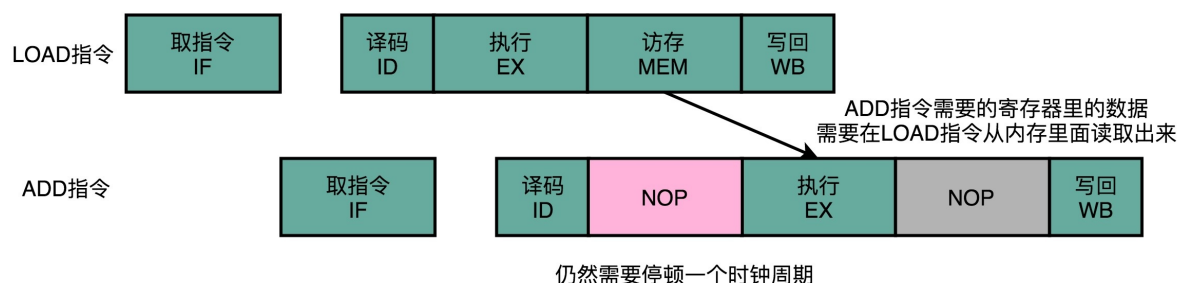 LOAD指令
取指令
IF
译码
ID
执行
EX
访存
MEM
写回
WB
ADD指令需要的寄存器里的数据
需要在LOAD指令从内存里面读取出来
ADD指令
取指令
IF
译码
ID
NOP
执行
EX
NOP
写回
WB
仍然需要停顿一个时钟周期